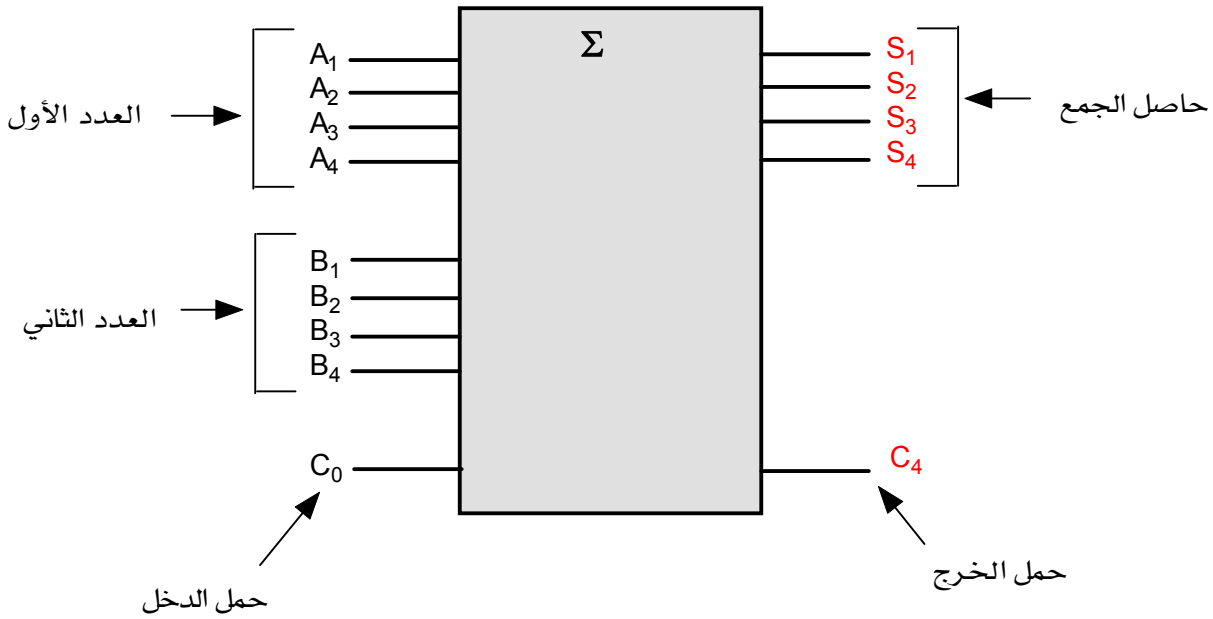 Σ
العدد الأول
A₁
A₂
A₃
A₄
S₁
S₂
S₃
S₄
حاصل الجمع
العدد الثاني
B₁
B₂
B₃
B₄
C₀
C₄
حمل الدخل
حمل الخرج